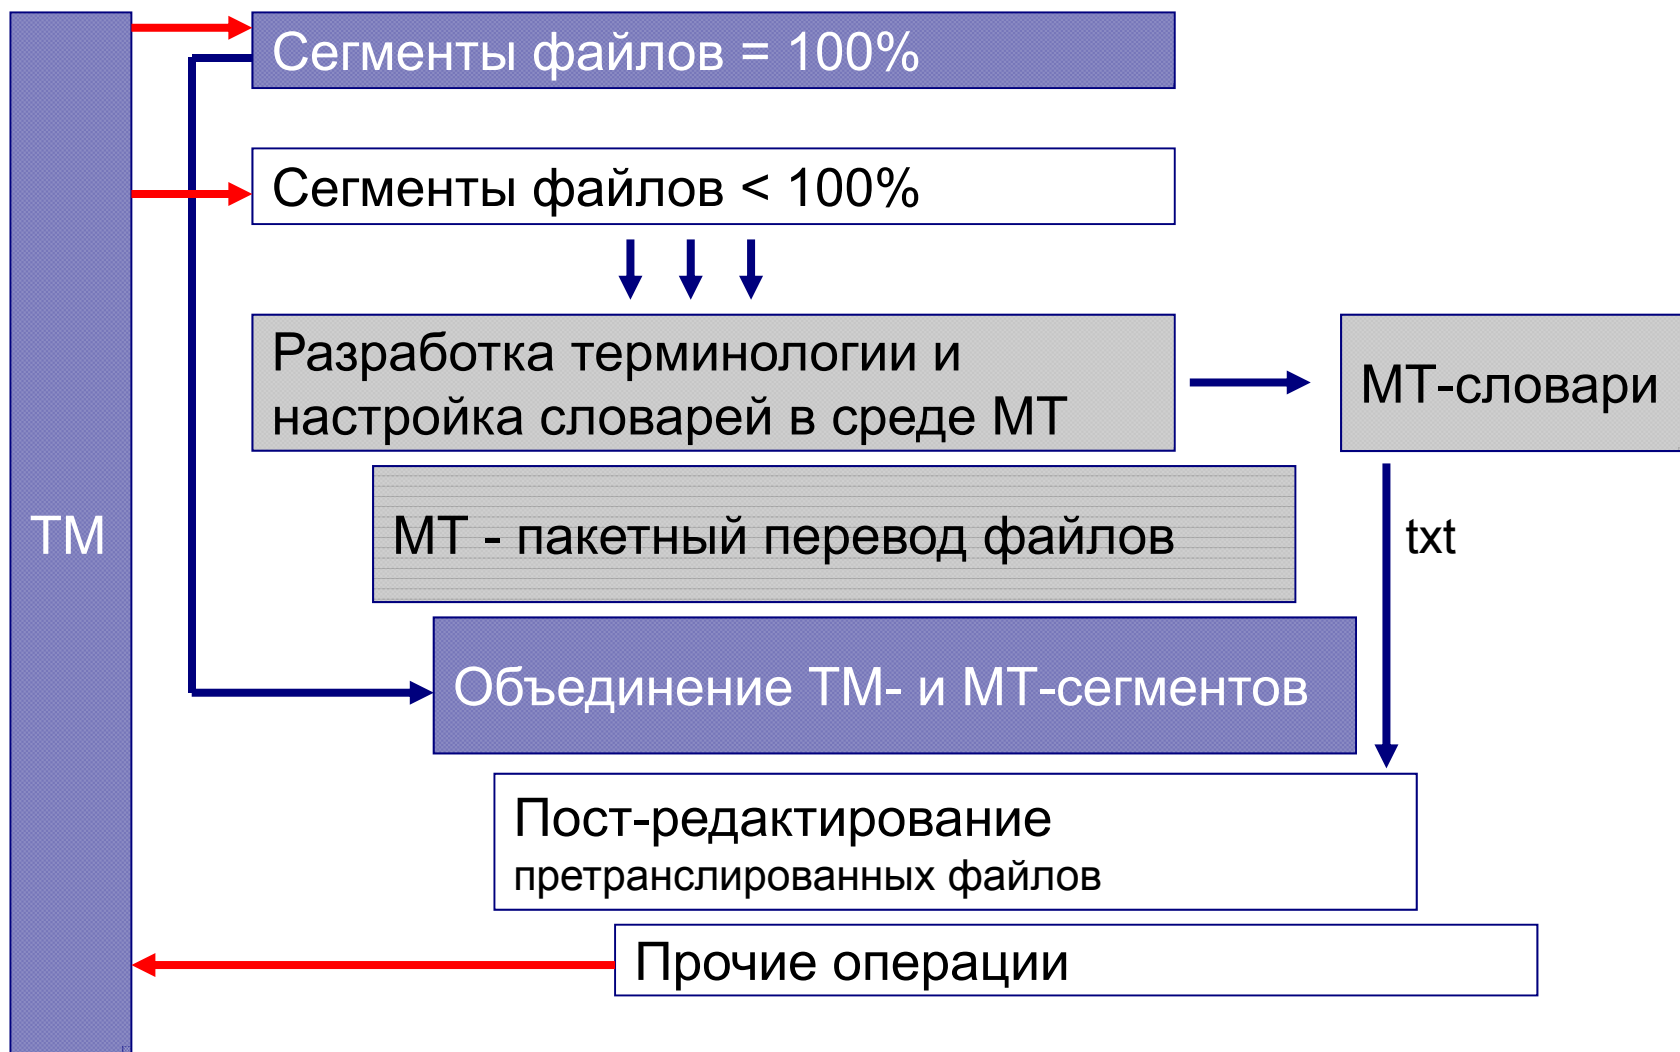 Сегменты файлов = 100%
Сегменты файлов < 100%
Разработка терминологии и
настройка словарей в среде МТ
МТ-словари
ТМ
МТ - пакетный перевод файлов
txt
Объединение ТМ- и МТ-сегментов
Пост-редактирование
претранслированных файлов
Прочие операции